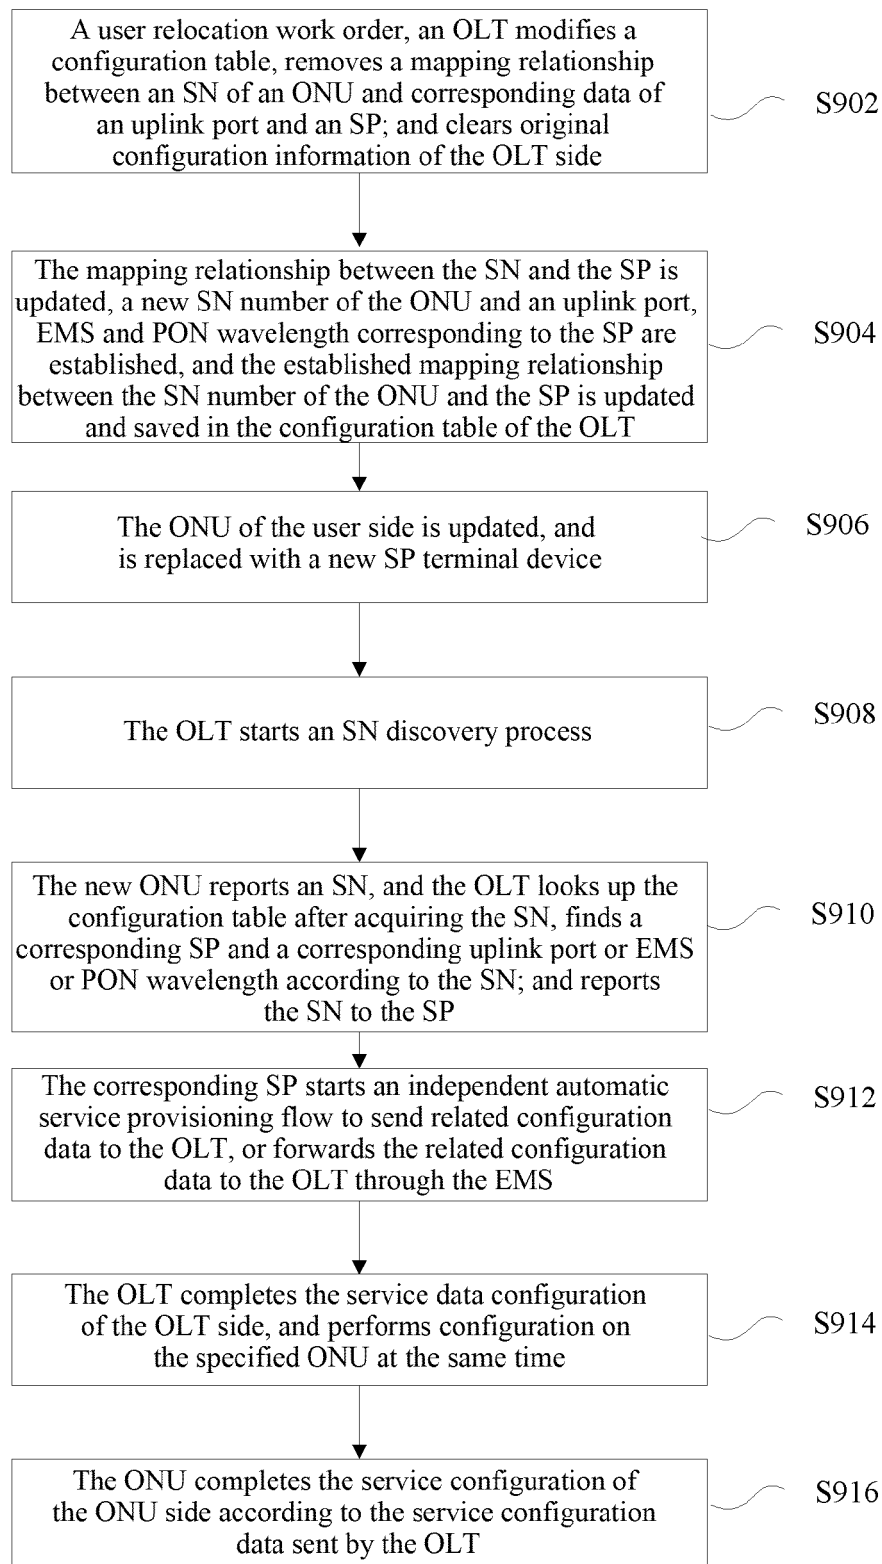 A user relocation work order, an OLT modifies a
configuration table, removes a mapping relationship
between an SN of an ONU and corresponding data of
an uplink port and an SP; and clears original
configuration information of the OLT side
S902
The mapping relationship between the SN and the SP is
updated, a new SN number of the ONU and an uplink port,
EMS and PON wavelength corresponding to the SP are
established, and the established mapping relationship
between the SN number of the ONU and the SP is updated
and saved in the configuration table of the OLT
S904
The ONU of the user side is updated, and
is replaced with a new SP terminal device
S906
The OLT starts an SN discovery process
S908
The new ONU reports an SN, and the OLT looks up the
configuration table after acquiring the SN, finds a
corresponding SP and a corresponding uplink port or EMS
or PON wavelength according to the SN; and reports
the SN to the SP
S910
The corresponding SP starts an independent automatic
service provisioning flow to send related configuration
data to the OLT, or forwards the related configuration
data to the OLT through the EMS
S912
The OLT completes the service data configuration
of the OLT side, and performs configuration on
the specified ONU at the same time
S914
The ONU completes the service configuration of
the ONU side according to the service configuration
data sent by the OLT
S916